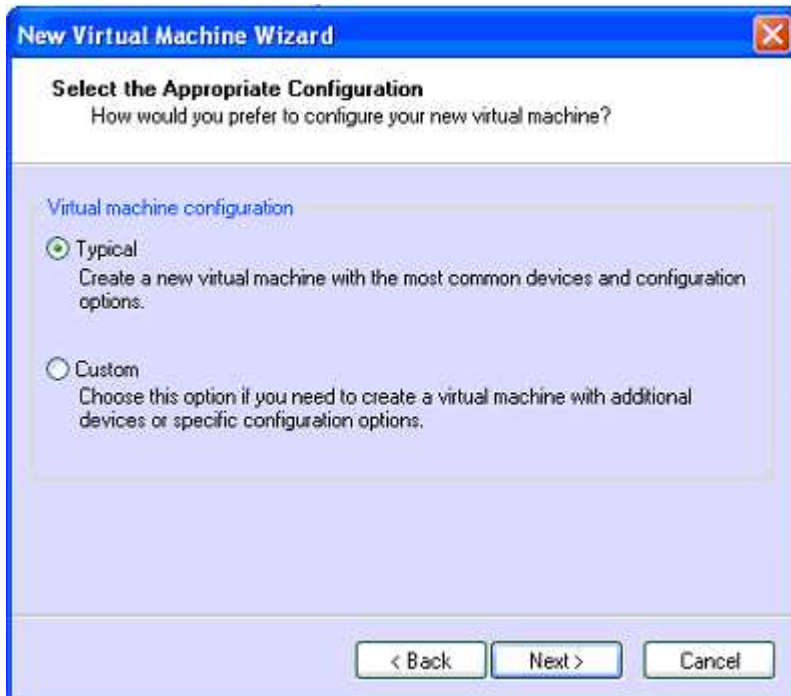 New Virtual Machine Wizard
Select the Appropriate Configuration
How would you prefer to configure your new virtual machine?
Virtual machine configuration
Typical
Create a new virtual machine with the most common devices and configuration
options.
Custom
Choose this option if you need to create a virtual machine with additional
devices or specific configuration options.
< Back
Next >
Cancel